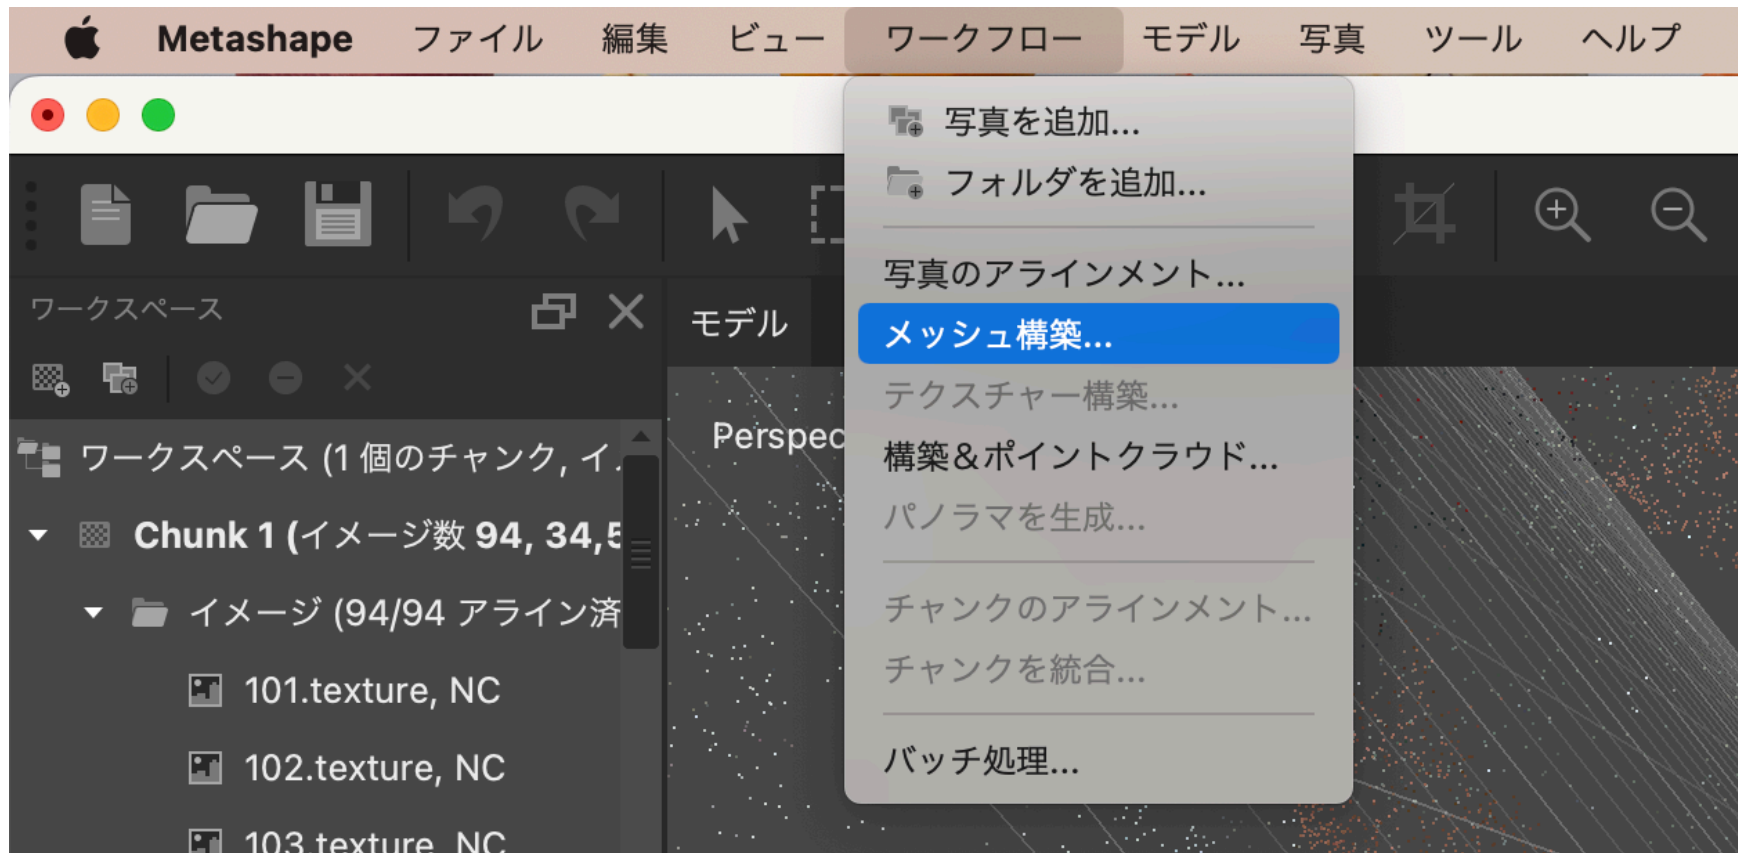 Metashape ファイル 編集 ビュー ワークフロー モデル 写真 ツール ヘルプ
写真を追加...
フォルダを追加...
写真のアラインメント...
メッシュ構築...
テクスチャー構築...
構築＆ポイントクラウド...
パノラマを生成...
チャンクのアラインメント...
チャンクを統合...
バッチ処理...
ワークスペース
モデル
Perspec
ワークスペース (1 個のチャンク, イ
Chunk 1 (イメージ数 94, 34,5
イメージ (94/94 アライン済
101.texture, NC
102.texture, NC
103.texture, NC